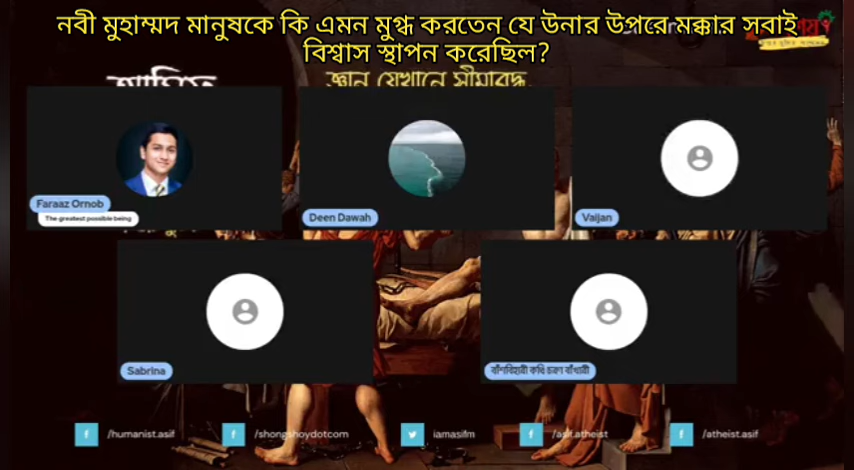 নবী মুহাম্মদ মানুষকে কি এমন মুগ্ধ করতেন যে উনার উপরে মক্কার সবাই
বিশ্বাস স্থাপন করেছিল?
জ্ঞান যেখানে সীমাবদ্ধ,
Faraaz Ornob
The greatest possible being
Deen Dawah
Vaijan
Sabrina
/humanist.asif
/shongshoydotcom
iamasifm
/asif.atheist
/atheist.asif